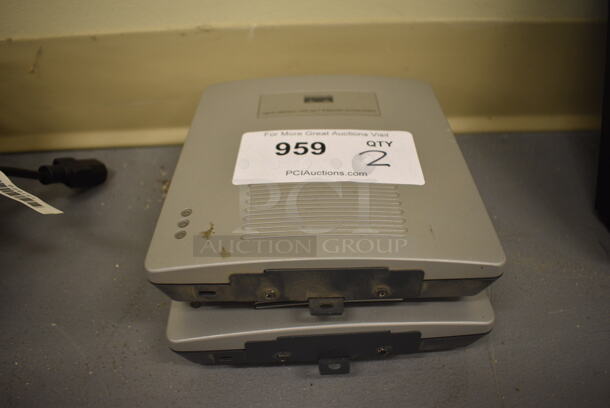 For More Great Auctions Visit
959 QTY 2
PCIAuctions.com
PCI
AUCTION GROUP